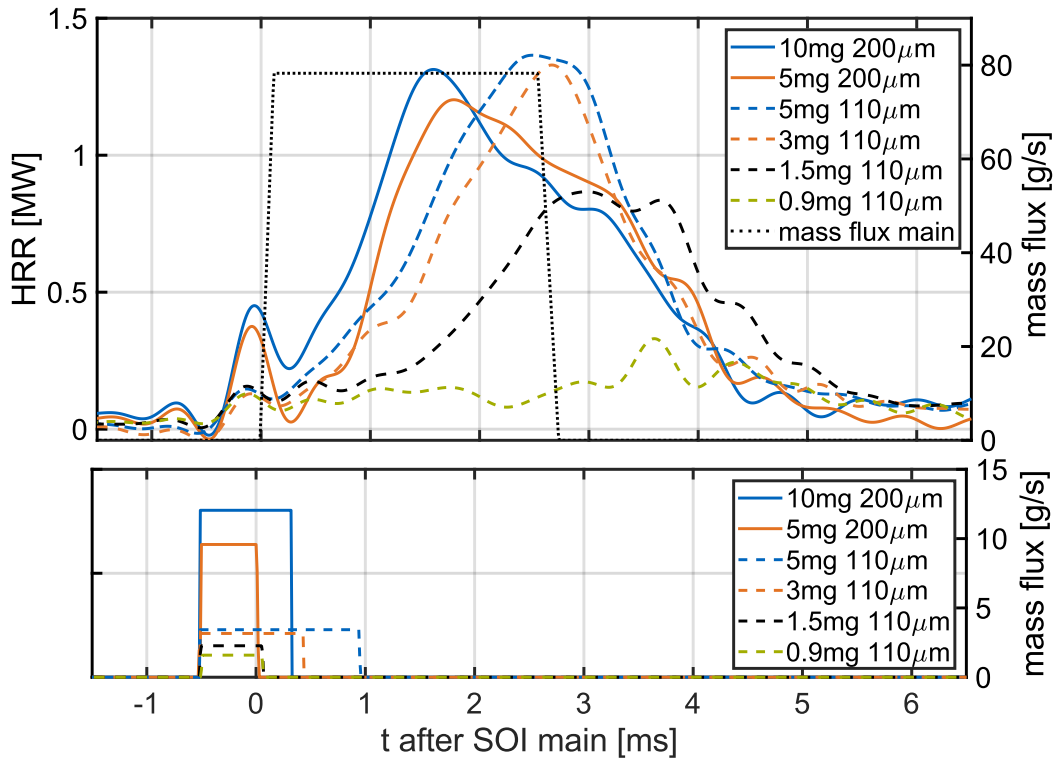 1.5
1
0.5
0
HRR [MW]
80
60
40
20
0
mass flux [g/s]
10mg 200μm
5mg 200μm
5mg 110μm
3mg 110μm
1.5mg 110μm
0.9mg 110μm
mass flux main
15
10
5
0
mass flux [g/s]
10mg 200μm
5mg 200μm
5mg 110μm
3mg 110μm
1.5mg 110μm
0.9mg 110μm
-1 0 1 2 3 4 5 6
t after SOI main [ms]